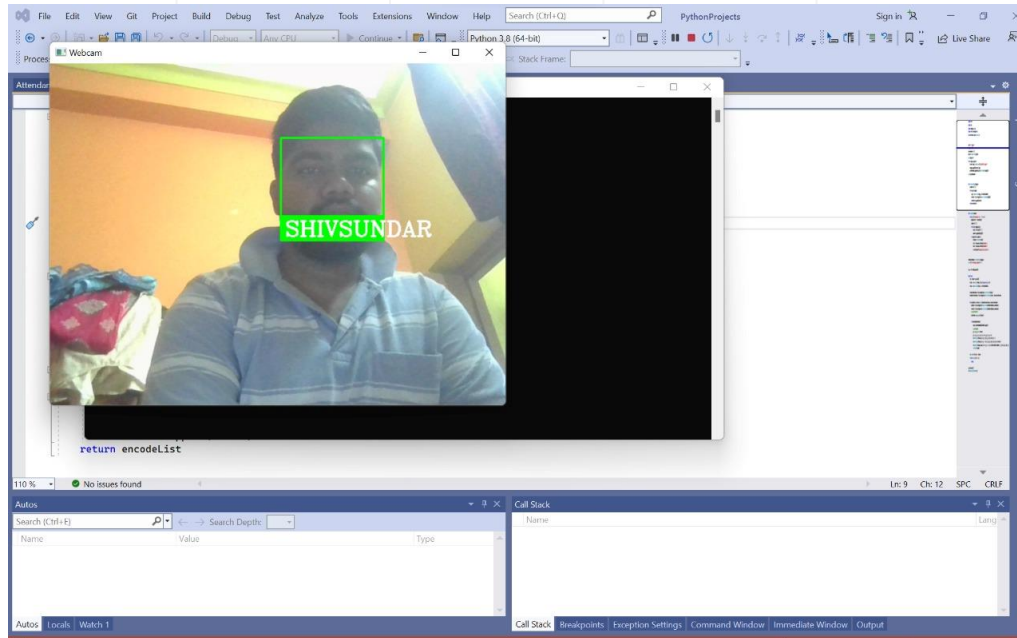 File Edit View Git Project Build Debug Test Analyze Tools Extensions Window Help Search (Ctrl+Q) PythonProjects Sign in
Debug Any CPU Continue Python 3.8 (64-bit) Live Share
Webcam
Proces Stack Frame:
Attendan
SHIVSUNDAR
return encodeList
110 % No issues found Ln: 9 Ch: 12 SPC CRLF
Autos
Search (Ctrl+E) Search Depth:
Name Value Type
Autos Locals Watch 1
Call Stack
Name Lang
Call Stack Breakpoints Exception Settings Command Window Immediate Window Output